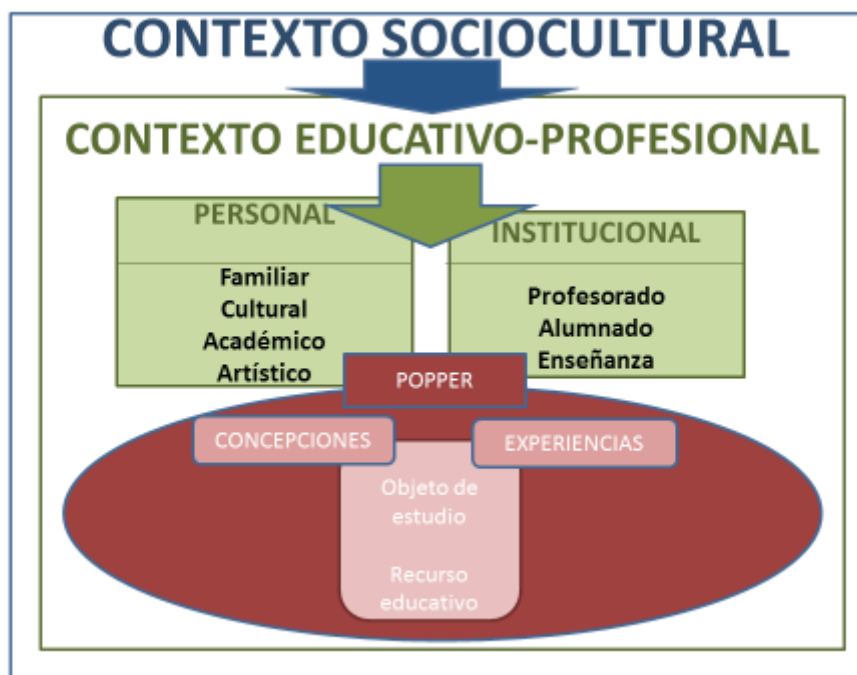 CONTEXTO SOCIOCULTURAL
CONTEXTO EDUCATIVO-PROFESIONAL
PERSONAL
Familiar
Cultural
Académico
Artístico
INSTITUCIONAL
Profesorado
Alumnado
Enseñanza
POPPER
CONCEPCIONES
EXPERIENCIAS
Objeto de
estudio
Recurso
educativo